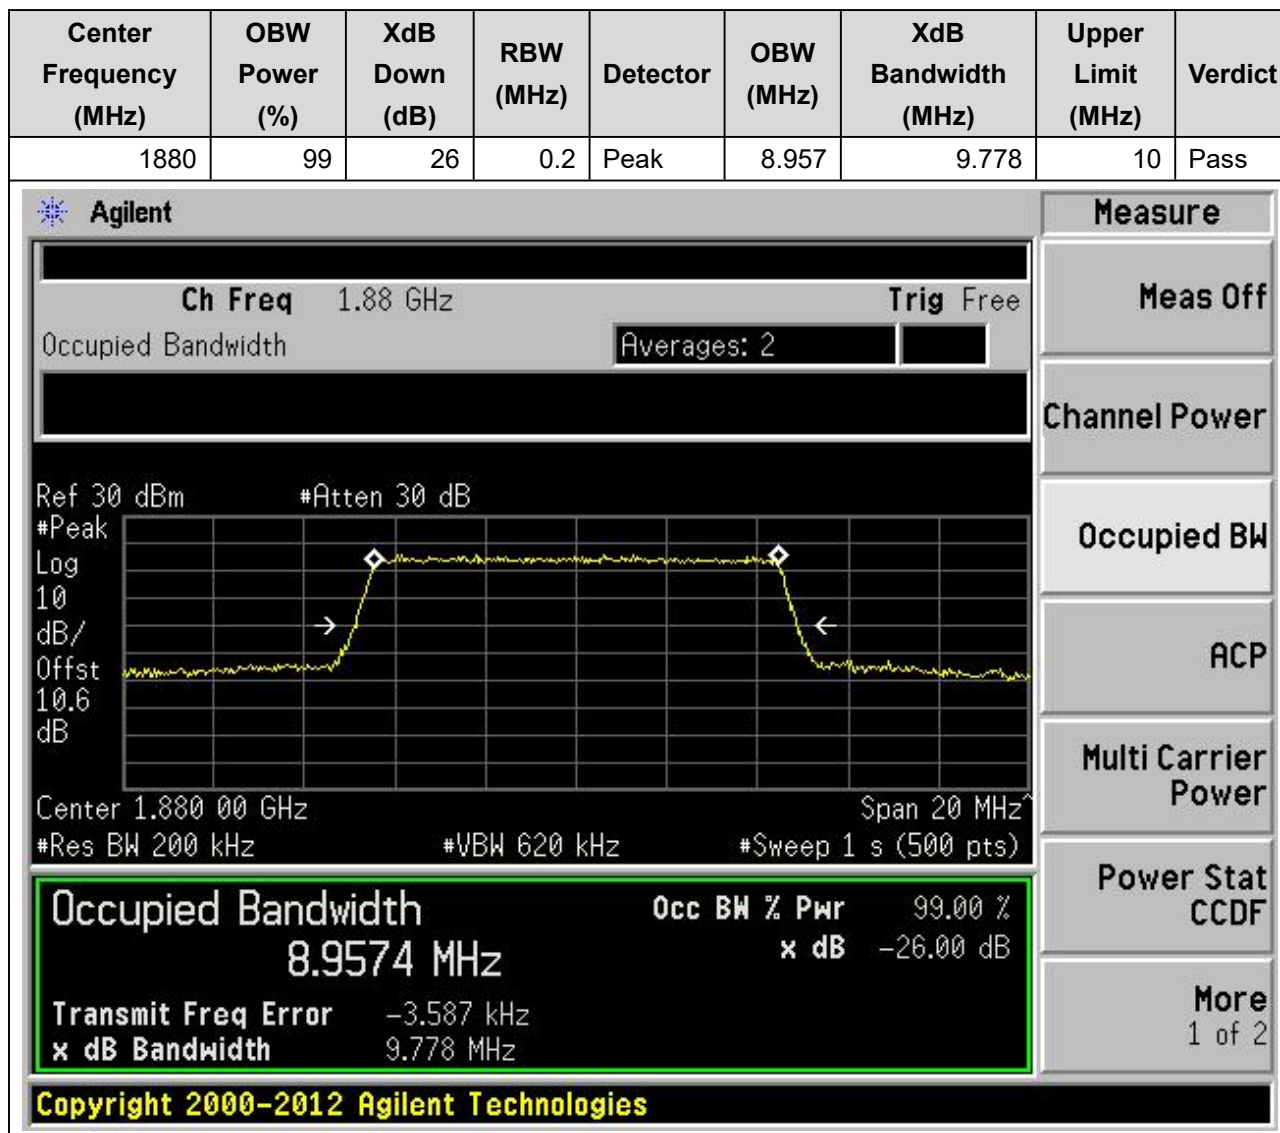 Center Frequency (MHz) OBW Power (%) XdB Down (dB) RBW (MHz) Detector OBW (MHz) XdB Bandwidth (MHz) Upper Limit (MHz) Verdict
1880 99 26 0.2 Peak 8.957 9.778 10 Pass
Agilent
Ch Freq 1.88 GHz Trig Free
Occupied Bandwidth Averages: 2
Ref 30 dBm #Atten 30 dB
#Peak
Log
10
dB/
Offst
10.6
dB
Center 1.880 00 GHz Span 20 MHz^
#Res BW 200 kHz #VBW 620 kHz #Sweep 1 s (500 pts)
Occupied Bandwidth Occ BW % Pwr 99.00 %
8.9574 MHz x dB -26.00 dB
Transmit Freq Error -3.587 kHz
x dB Bandwidth 9.778 MHz
Copyright 2000-2012 Agilent Technologies
Measure
Meas Off
Channel Power
Occupied BW
ACP
Multi Carrier
Power
Power Stat
CCDF
More
1 of 2